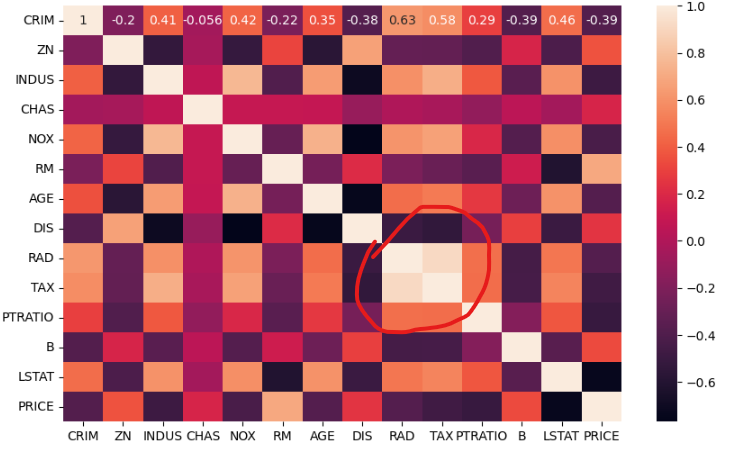 CRIM 1 -0.2 0.41 -0.056 0.42 -0.22 0.35 -0.38 0.63 0.58 0.29 -0.39 0.46 -0.39
ZN
INDUS
CHAS
NOX
RM
AGE
DIS
RAD
TAX
PTRATIO
B
LSTAT
PRICE
CRIM ZN INDUS CHAS NOX RM AGE DIS RAD TAX PTRATIO B LSTAT PRICE
1.0
0.8
0.6
0.4
0.2
0.0
−0.2
−0.4
−0.6